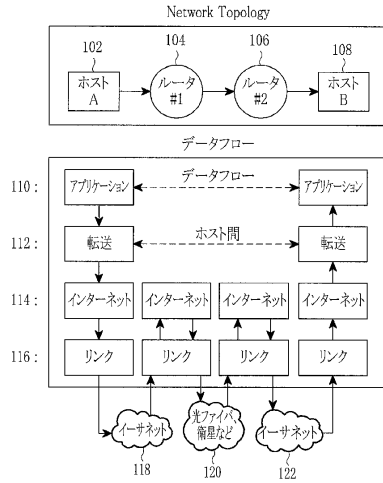 Network Topology
102
104
106
108
ホスト
A
ルータ
#1
ルータ
#2
ホスト
B
データフロー
110 :
アプリケーション
データフロー
アプリケーション
112 :
転送
ホスト間
転送
114 :
インターネット
インターネット
インターネット
インターネット
116 :
リンク
リンク
リンク
リンク
イーサネット
光ファイバ、
衛星など
イーサネット
118
120
122